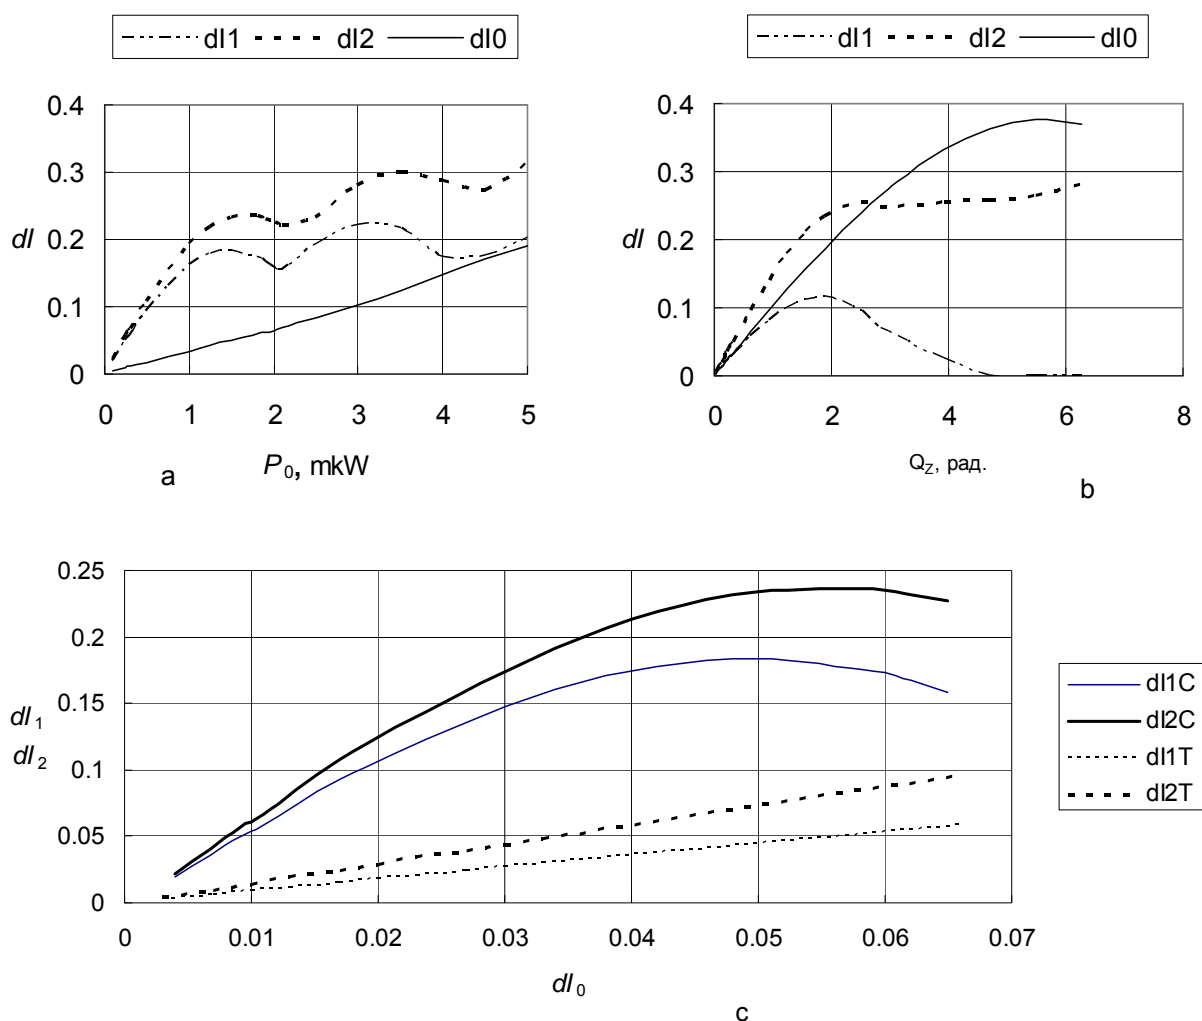 dI1 dI2 dI0
0.4
0.3
0.2
0.1
0
dI
0 1 2 3 4 5
P0, mkW
a
dI1 dI2 dI0
0.4
0.3
0.2
0.1
0
dI
0 2 4 6 8
QZ, рад.
b
0.25
0.2
0.15
0.1
0.05
0
dI1
dI2
0 0.01 0.02 0.03 0.04 0.05 0.06 0.07
dI0
c
dI1C
dI2C
dI1T
dI2T